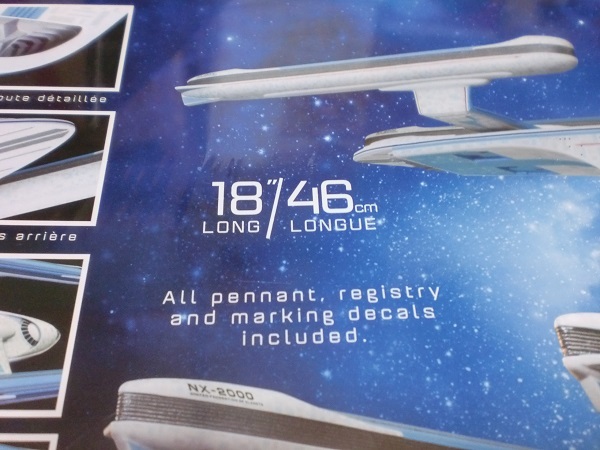 oute détaillée
18"/46cm
LONG / LONGUE
s arrière
All pennant, registry
and marking decals
included.
NX-2000